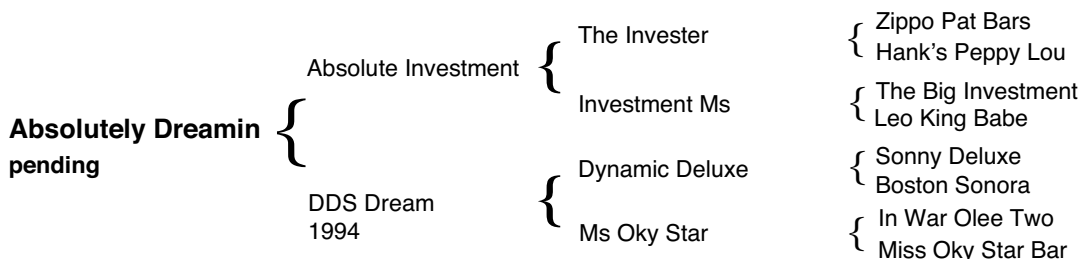 Absolutely Dreamin
pending
Absolute Investment
DDS Dream
1994
The Invester
Investment Ms
Dynamic Deluxe
Ms Oky Star
Zippo Pat Bars
Hank's Peppy Lou
The Big Investment
Leo King Babe
Sonny Deluxe
Boston Sonora
In War Olee Two
Miss Oky Star Bar